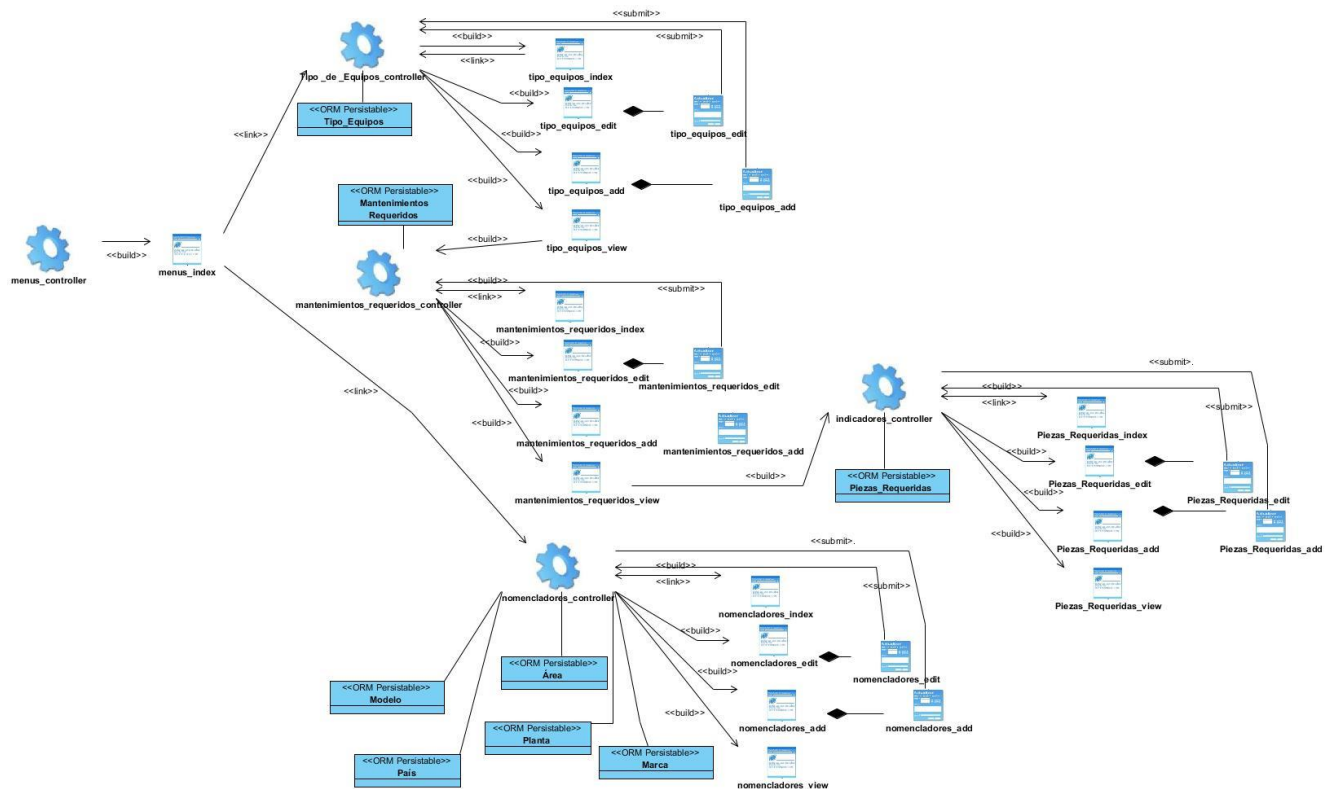 <<submit>>
<<submit>>
<<build>>
<<link>>
Tipo _de _Equipos_controller
tipo_equipos_index
<<build>>
<<ORM Persistable>>
Tipo_Equipos
tipo_equipos_edit
tipo_equipos_edit
<<link>>
<<build>>
<<build>>
tipo_equipos_add
tipo_equipos_add
<<ORM Persistable>>
Mantenimientos
Requeridos
<<build>>
tipo_equipos_view
<<build>>
menus_controller
menus_index
<<build>>
<<submit>>
<<link>>
mantenimientos_requeridos_controller
mantenimientos_requeridos_index
<<build>>
mantenimientos_requeridos_edit
mantenimientos_requeridos_edit
<<link>>
<<build>>
<<build>>
mantenimientos_requeridos_add
mantenimientos_requeridos_add
<<build>>
mantenimientos_requeridos_view
<<submit>.
<<build>>
<<link>>
<<submit>>
indicadores_controller
Piezas_Requeridas_index
<<build>>
<<ORM Persistable>>
Piezas_Requeridas
Piezas_Requeridas_edit
Piezas_Requeridas_edit
<<build>>
Piezas_Requeridas_add
Piezas_Requeridas_add
<<build>>
Piezas_Requeridas_view
<<submit>.
<<build>>
<<link>>
<<submit>>
nomencladores_controller
nomencladores_index
<<build>>
nomencladores_edit
nomencladores_edit
<<ORM Persistable>>
Área
<<build>>
<<ORM Persistable>>
Modelo
nomencladores_add
nomencladores_add
<<build>>
<<ORM Persistable>>
Planta
<<ORM Persistable>>
País
<<ORM Persistable>>
Marca
nomencladores_view